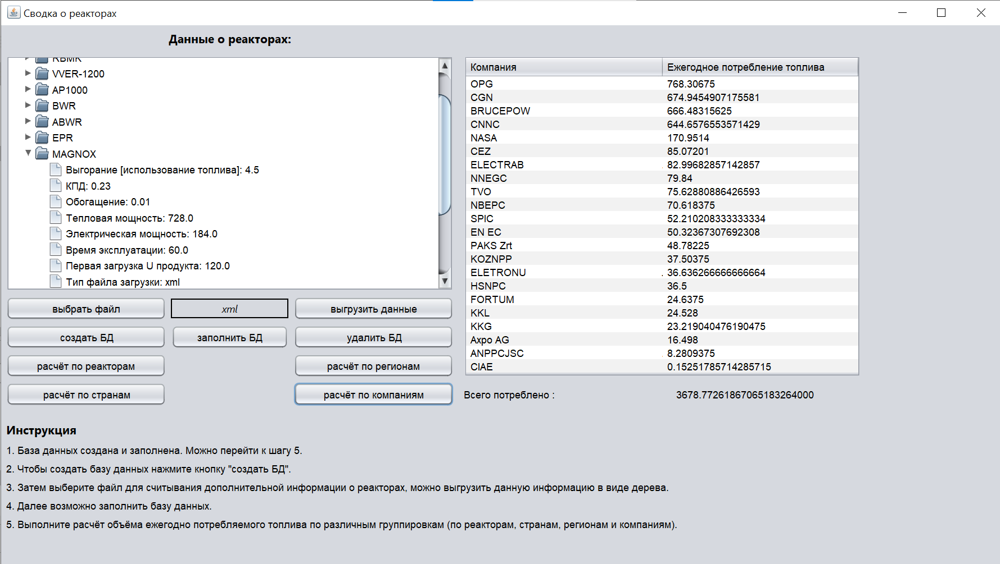 Сводка о реакторах
Данные о реакторах:
RBMK
VVER-1200
AP1000
BWR
ABWR
EPR
MAGNOX
Выгорание [использование топлива]: 4.5
КПД: 0.23
Обогащение: 0.01
Тепловая мощность: 728.0
Электрическая мощность: 184.0
Время эксплуатации: 60.0
Первая загрузка U продукта: 120.0
Тип файла загрузки: xml
выбрать файл xml выгрузить данные
создать БД заполнить БД удалить БД
расчёт по реакторам расчёт по регионам
расчёт по странам расчёт по компаниям
Компания Ежегодное потребление топлива
OPG 768.30675
CGN 674.9454907175581
BRUCEPOW 666.48315625
CNNC 644.6576553571429
NASA 170.9514
CEZ 85.07201
ELECTRAB 82.99682857142857
NNEGC 79.84
TVO 75.62880886426593
NBEPC 70.618375
SPIC 52.210208333333334
EN EC 50.32367307692308
PAKS Zrt 48.78225
KOZNPP 37.50375
ELETRONU 36.636266666666664
HSNPC 36.5
FORTUM 24.6375
KKL 24.528
KKG 23.219040476190475
Axpo AG 16.498
ANPPCJSC 8.2809375
CIAE 0.15251785714285715
Всего потреблено : 3678.77261867065183264000
Инструкция
1. База данных создана и заполнена. Можно перейти к шагу 5.
2. Чтобы создать базу данных нажмите кнопку "создать БД".
3. Затем выберите файл для считывания дополнительной информации о реакторах, можно выгрузить данную информацию в виде дерева.
4. Далее возможно заполнить базу данных.
5. Выполните расчёт объёма ежегодно потребляемого топлива по различным группировкам (по реакторам, странам, регионам и компаниям).